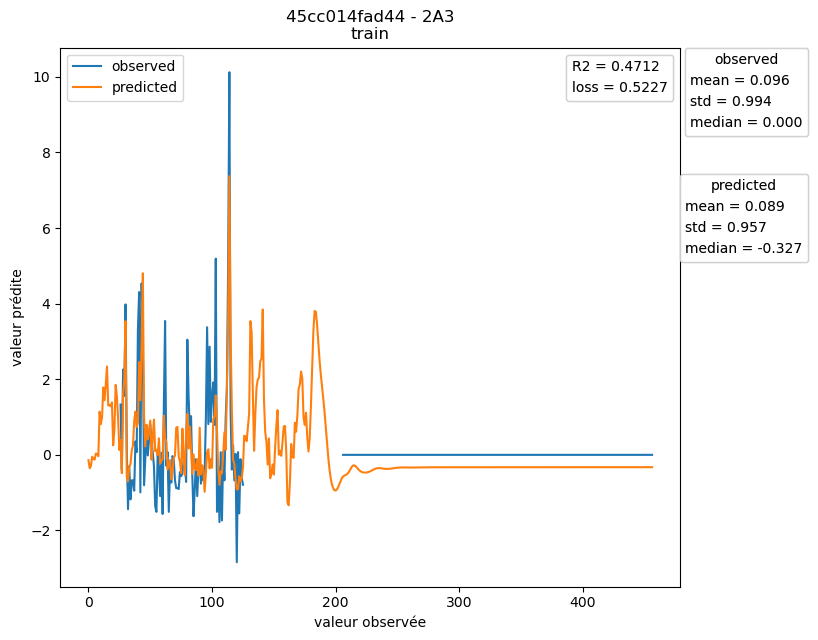 45cc014fad44 - 2A3
train
observed
predicted
R2 = 0.4712
loss = 0.5227
observed
mean = 0.096
std = 0.994
median = 0.000
predicted
mean = 0.089
std = 0.957
median = -0.327
valeur prédite
10
8
6
4
2
0
−2
0
100
200
300
400
valeur observée